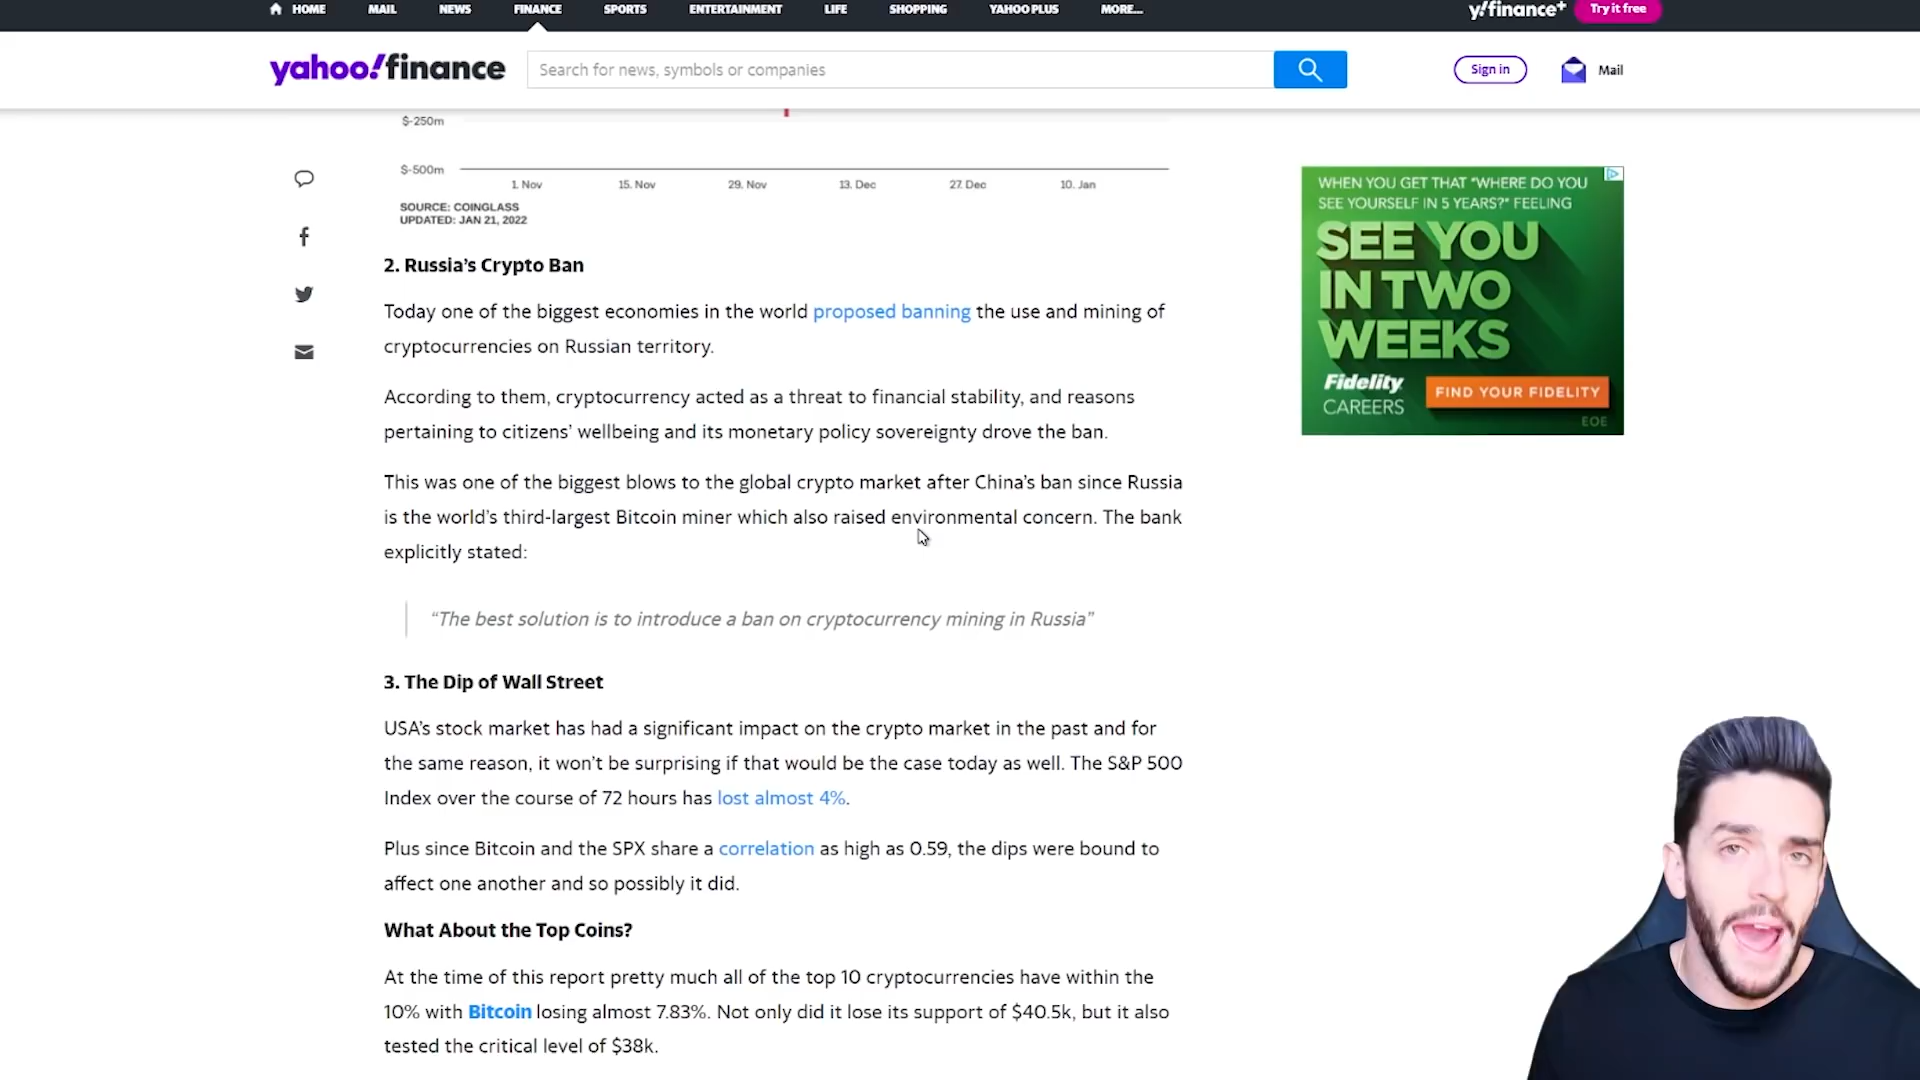 HOME MAIL NEWS FINANCE SPORTS ENTERTAINMENT LIFE SHOPPING YAHOO PLUS MORE... y!finance+ Try it free
yahoo!finance Search for news, symbols or companies Sign in Mail
$-250m
$-500m
1. Nov 15. Nov 29. Nov 13. Dec 27. Dec 10. Jan
SOURCE: COINGLASS
UPDATED: JAN 21, 2022
2. Russia's Crypto Ban
Today one of the biggest economies in the world proposed banning the use and mining of
cryptocurrencies on Russian territory.
According to them, cryptocurrency acted as a threat to financial stability, and reasons
pertaining to citizens' wellbeing and its monetary policy sovereignty drove the ban.
This was one of the biggest blows to the global crypto market after China's ban since Russia
is the world's third-largest Bitcoin miner which also raised environmental concern. The bank
explicitly stated:
“The best solution is to introduce a ban on cryptocurrency mining in Russia”
3. The Dip of Wall Street
USA's stock market has had a significant impact on the crypto market in the past and for
the same reason, it won't be surprising if that would be the case today as well. The S&P 500
Index over the course of 72 hours has lost almost 4%.
Plus since Bitcoin and the SPX share a correlation as high as 0.59, the dips were bound to
affect one another and so possibly it did.
What About the Top Coins?
At the time of this report pretty much all of the top 10 cryptocurrencies have within the
10% with Bitcoin losing almost 7.83%. Not only did it lose its support of $40.5k, but it also
tested the critical level of $38k.
WHEN YOU GET THAT “WHERE DO YOU
SEE YOURSELF IN 5 YEARS?” FEELING
SEE YOU
IN TWO
WEEKS
Fidelity
CAREERS
FIND YOUR FIDELITY
EOE